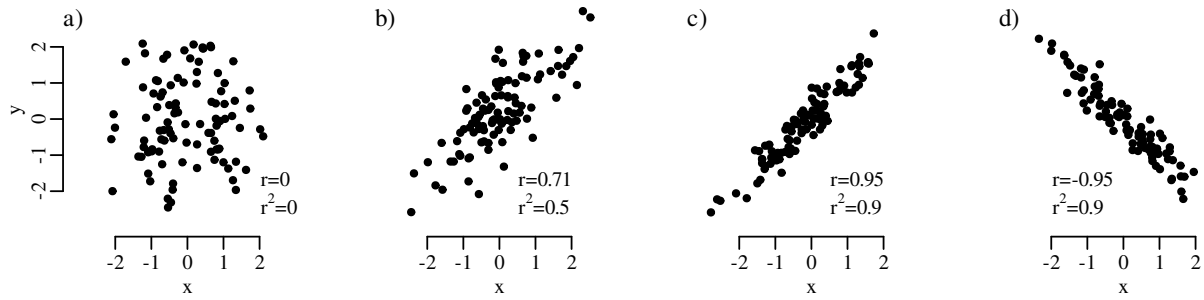 a)
b)
c)
d)
y
2
1
0
-1
-2
r=0
r²=0
r=0.71
r²=0.5
r=0.95
r²=0.9
r=-0.95
r²=0.9
-2 -1 0 1 2
-2 -1 0 1 2
-2 -1 0 1 2
-2 -1 0 1 2
x
x
x
x